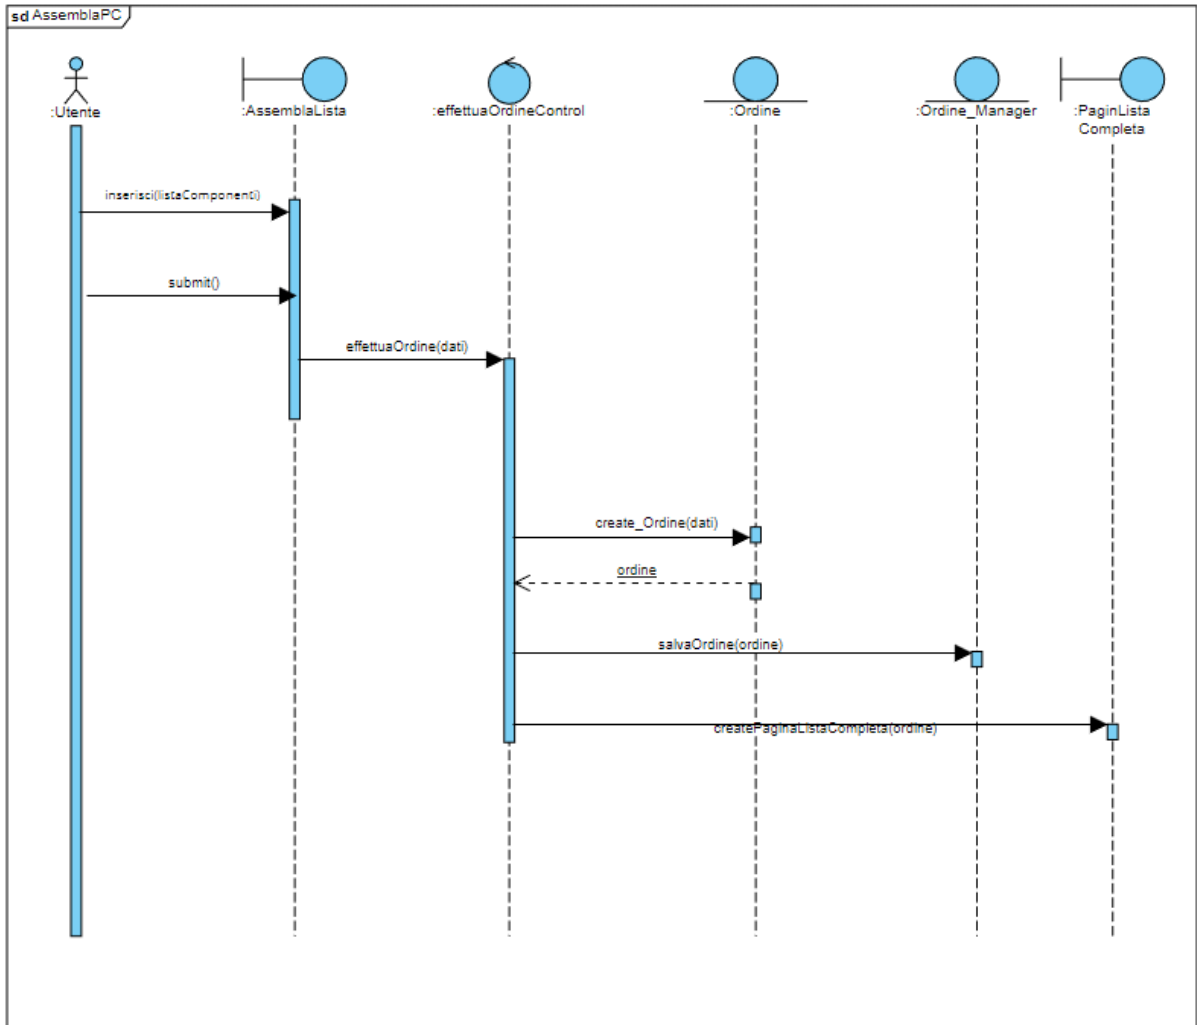 sd AssemblaPC
:Utente
:AssemblaLista
:effettuaOrdineControl
:Ordine
:Ordine_Manager
:PaginLista
Completa
inserisci(listaComponenti)
submit()
effettuaOrdine(dati)
create_Ordine(dati)
ordine
salvaOrdine(ordine)
createPaginaListaCompleta(ordine)